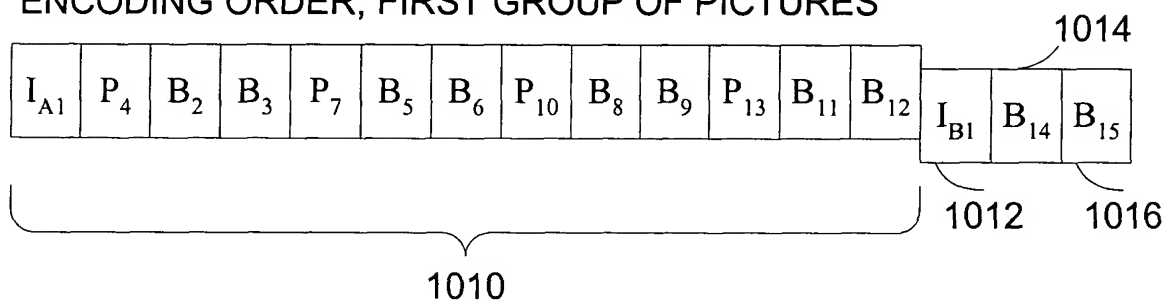 ENCODING ORDER, FIRST GROUP OF PICTURES
1014
I_A1 P_4 B_2 B_3 P_7 B_5 B_6 P_10 B_8 B_9 P_13 B_11 B_12 I_B1 B_14 B_15
1012 1016
1010